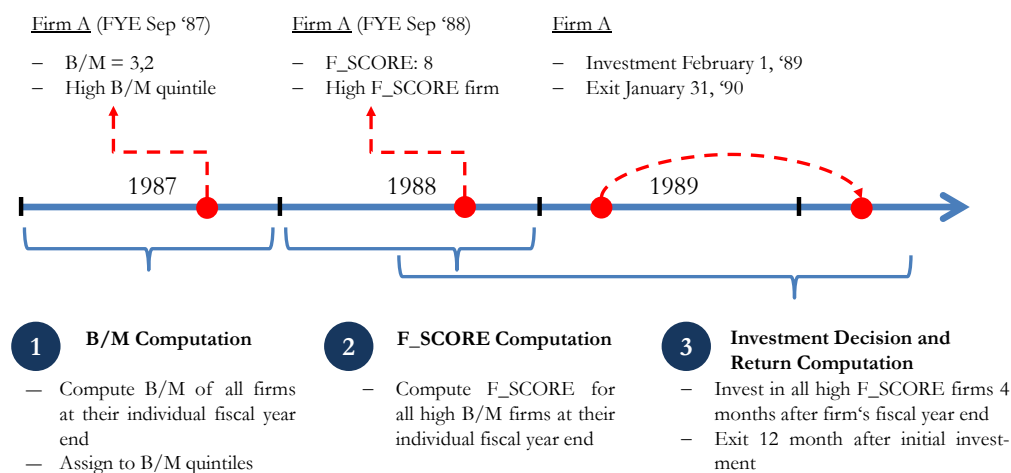 Firm A (FYE Sep ‘87)
– B/M = 3,2
– High B/M quintile
Firm A (FYE Sep ‘88)
– F_SCORE: 8
– High F_SCORE firm
Firm A
– Investment February 1, ‘89
– Exit January 31, ‘90
1987
1988
1989
1
B/M Computation
— Compute B/M of all firms
at their individual fiscal year
end
— Assign to B/M quintiles
2
F_SCORE Computation
– Compute F_SCORE for
all high B/M firms at their
individual fiscal year end
3
Investment Decision and
Return Computation
– Invest in all high F_SCORE firms 4
months after firm‘s fiscal year end
– Exit 12 month after initial invest-
ment